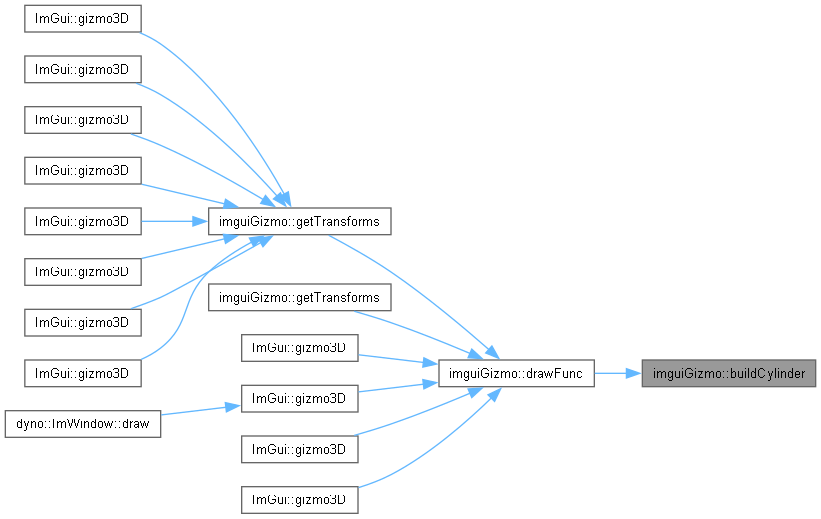 ImGui::gizmo3D
ImGui::gizmo3D
ImGui::gizmo3D
ImGui::gizmo3D
imguiGizmo::getTransforms
ImGui::gizmo3D
ImGui::gizmo3D
imguiGizmo::getTransforms
ImGui::gizmo3D
ImGui::gizmo3D
ImGui::gizmo3D
imguiGizmo::drawFunc
imguiGizmo::buildCylinder
ImGui::gizmo3D
dyno::ImWindow::draw
ImGui::gizmo3D
ImGui::gizmo3D